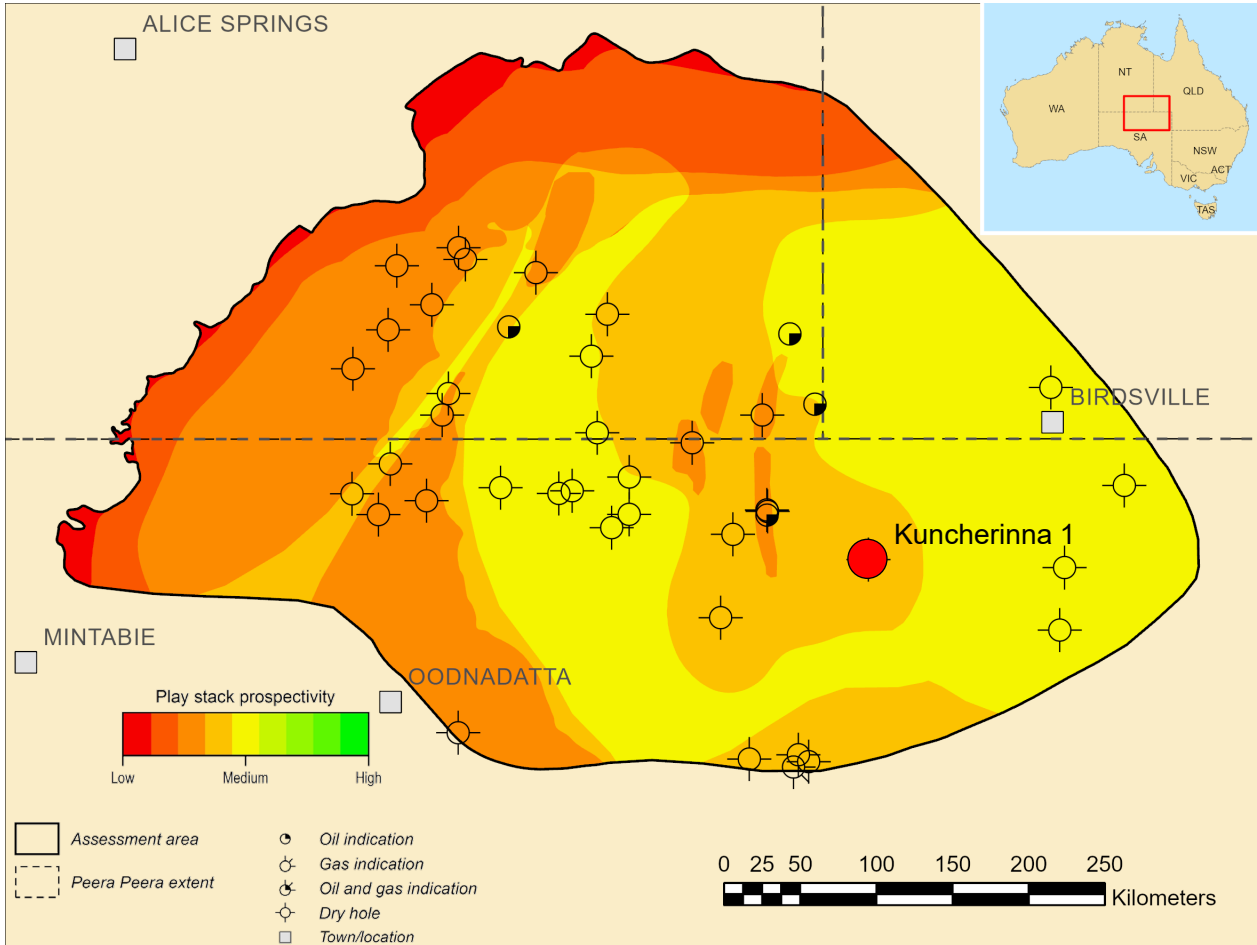 ALICE SPRINGS
NT
QLD
WA
SA
NSW
ACT
VIC
TAS
BIRDSVILLE
Kuncherinna 1
MINTABIE
OODNADATTA
Play stack prospectivity
Low Medium High
Assessment area
Peera Peera extent
Oil indication
Gas indication
Oil and gas indication
Dry hole
Town/location
0 25 50 100 150 200 250
Kilometers